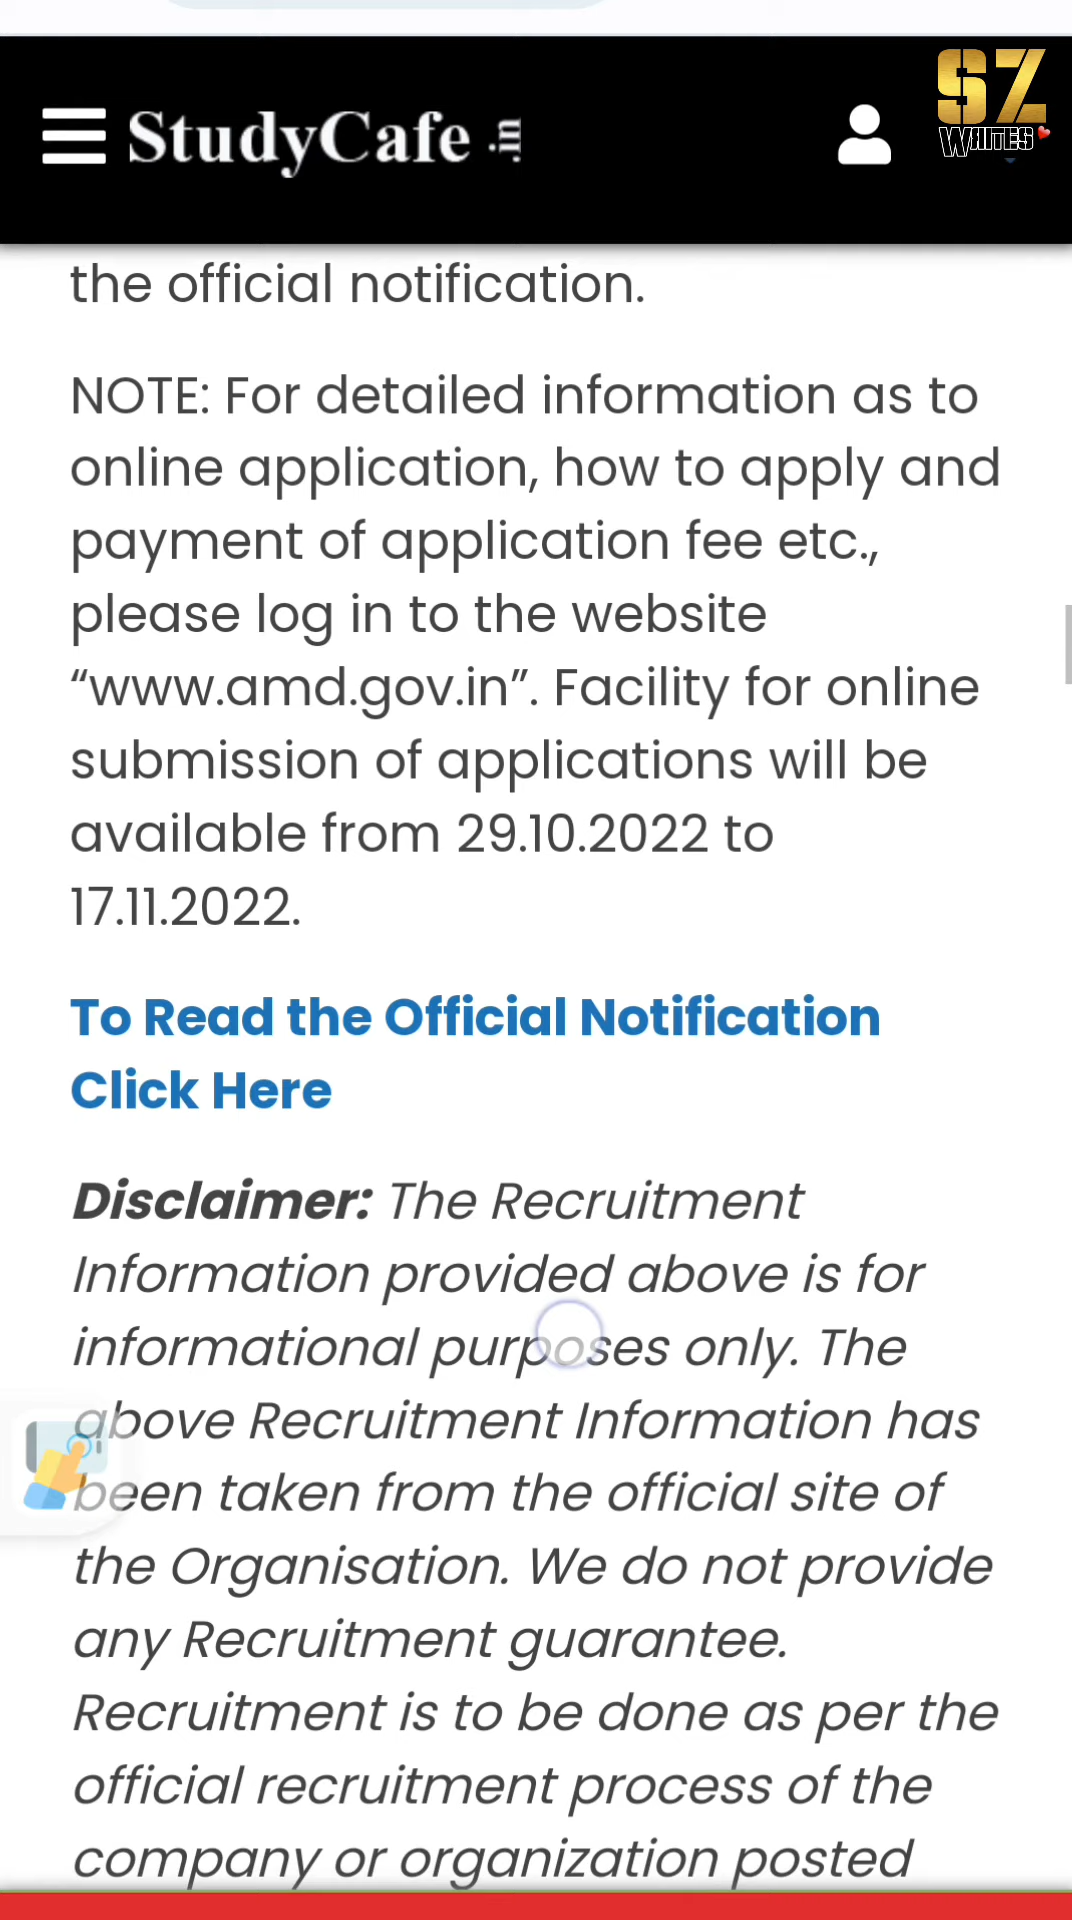 SZ
WRITES
StudyCafe .in
the official notification.
NOTE: For detailed information as to
online application, how to apply and
payment of application fee etc.,
please log in to the website
“www.amd.gov.in”. Facility for online
submission of applications will be
available from 29.10.2022 to
17.11.2022.
To Read the Official Notification
Click Here
Disclaimer: The Recruitment
Information provided above is for
informational purposes only. The
above Recruitment Information has
been taken from the official site of
the Organisation. We do not provide
any Recruitment guarantee.
Recruitment is to be done as per the
official recruitment process of the
company or organization posted